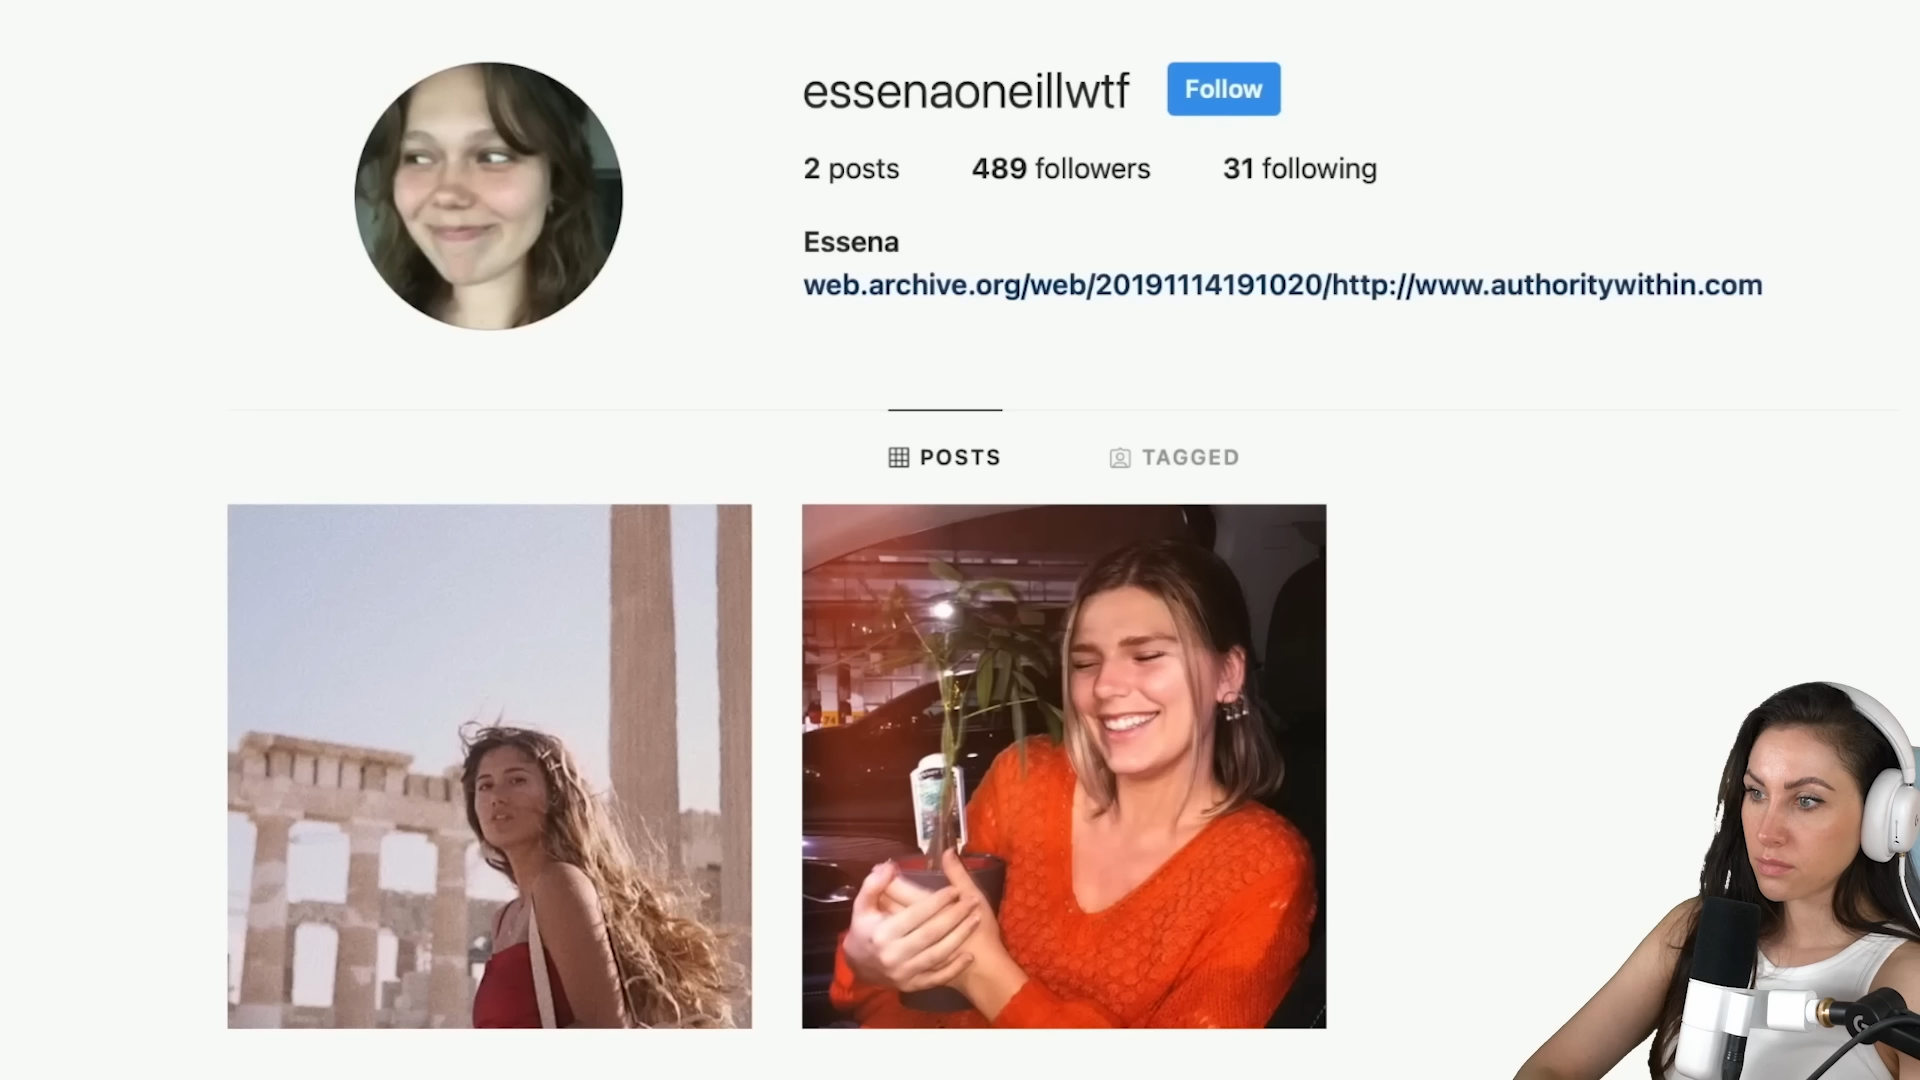 essenaoneillwtf Follow
2 posts 489 followers 31 following
Essena
web.archive.org/web/20191114191020/http://www.authoritywithin.com
POSTS TAGGED
74